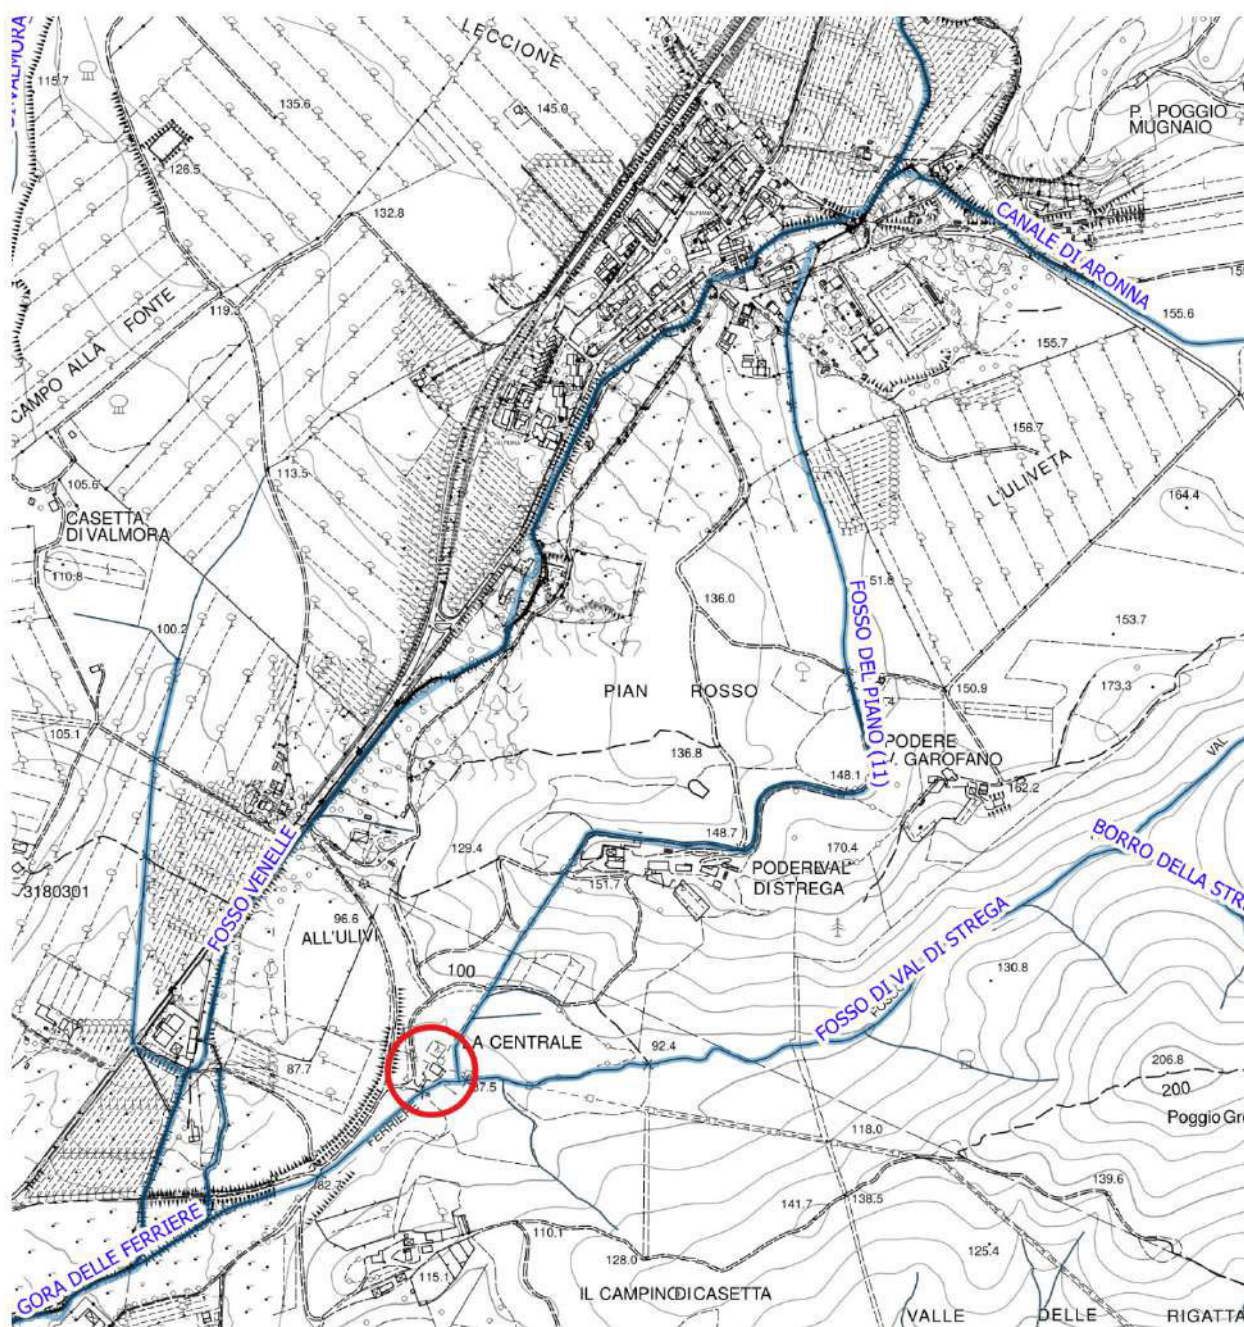 LECCIONE
115.7
135.6
145.0
P. POGGIO
MUGNAIO
126.5
132.8
CANALE DI ARONNA
119.
CAMPO ALLA FONTE
155.6
155.7
VALPIANA
156.7
L'ULIVETA
113.5
105.6
164.4
CASETTA
DI VALMORA
110.8
51.8
136.0
153.7
100.2
FOSSO DEL PIANO (11)
PIAN ROSSO
150.9
173.3
105.1
136.8
PODERE
V. GAROFANO
VAL
148.1
162.2
148.7
BORRO DELLA STR
129.4
170.4
PODERE VAL
DI STREGA
151.7
3180301
FOSSO VENELLE
96.6
ALL'ULIVI
FOSSO DI VAL DI STREGA
100
130.8
FOSSO
LA CENTRALE
92.4
87.7
87.5
206.8
200
FERRIERE
Poggio Gr
118.0
82.7
139.6
138.5
141.7
GORA DELLE FERRIERE
110.1
128.0
125.4
115.1
IL CAMPINO DI CASETTA
VALLE DELLE RIGATTA